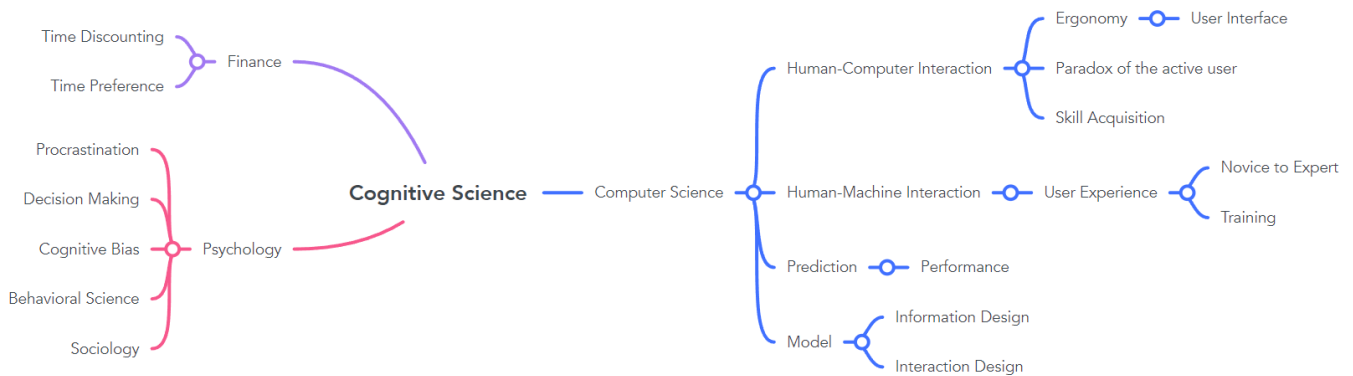 Time Discounting
Time Preference
Finance
Procrastination
Decision Making
Cognitive Bias
Behavioral Science
Sociology
Psychology
Cognitive Science
Computer Science
Human-Computer Interaction
Ergonomy
User Interface
Paradox of the active user
Skill Acquisition
Human-Machine Interaction
User Experience
Novice to Expert
Training
Prediction
Performance
Model
Information Design
Interaction Design